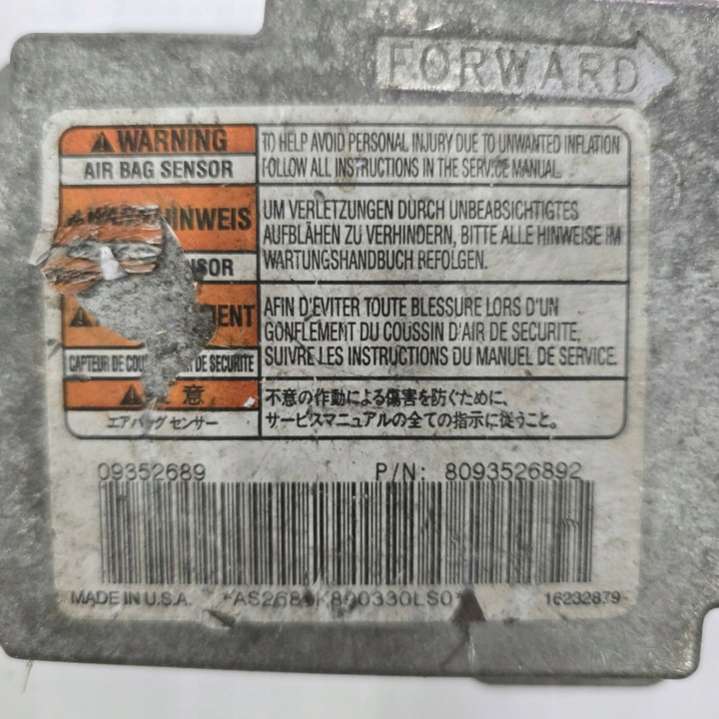 FORWARD
WARNING
AIR BAG SENSOR
TO HELP AVOID PERSONAL INJURY DUE TO UNWANTED INFLATION
FOLLOW ALL INSTRUCTIONS IN THE SERVICE MANUAL.
INWEIS
SOR
UM VERLETZUNGEN DURCH UNBEABSICHTIGTES
AUFBLÄHEN ZU VERHINDERN, BITTE ALLE HINWEISE IM
WARTUNGSHANDBUCH BEFOLGEN.
ENT
CAPTEUR DE DE SECURITE
AFIN D'EVITER TOUTE BLESSURE LORS D'UN
GONFLEMENT DU COUSSIN D'AIR DE SECURITE,
SUIVRE LES INSTRUCTIONS DU MANUEL DE SERVICE.
意
エアバッグ センサー
不意の作動による傷害を防ぐために、
サービスマニュアルの全ての指示に従うこと。
09352689 P/N: 8093526892
MADE IN U.S.A. 16232879